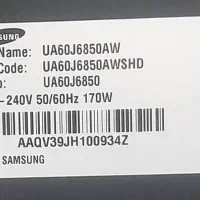 SAMSUNG
Name: UA60J6850AW
Code: UA60J6850AWSHD
o: UA60J6850
- 240V 50/60Hz 170W
AAQV39JH100934Z
SAMSUNG